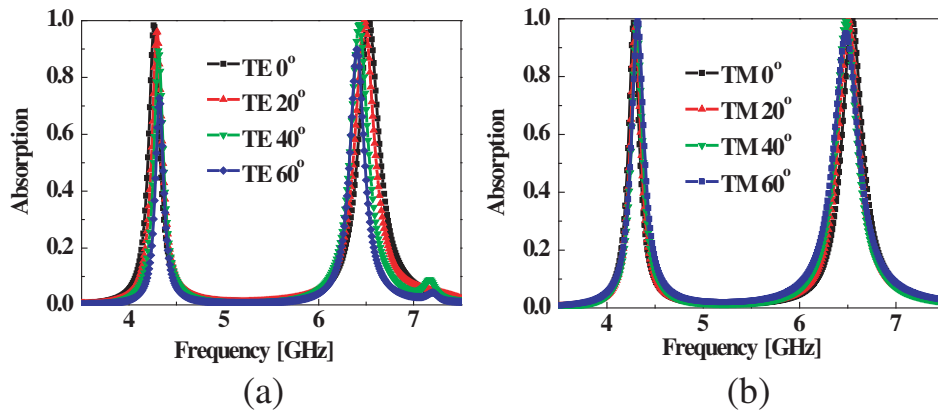 1.0
0.8
0.6
0.4
0.2
0.0
Absorption
TE 0°
TE 20°
TE 40°
TE 60°
4 5 6 7
Frequency [GHz]
(a)
1.0
0.8
0.6
0.4
0.2
0.0
Absorption
TM 0°
TM 20°
TM 40°
TM 60°
4 5 6 7
Frequency [GHz]
(b)